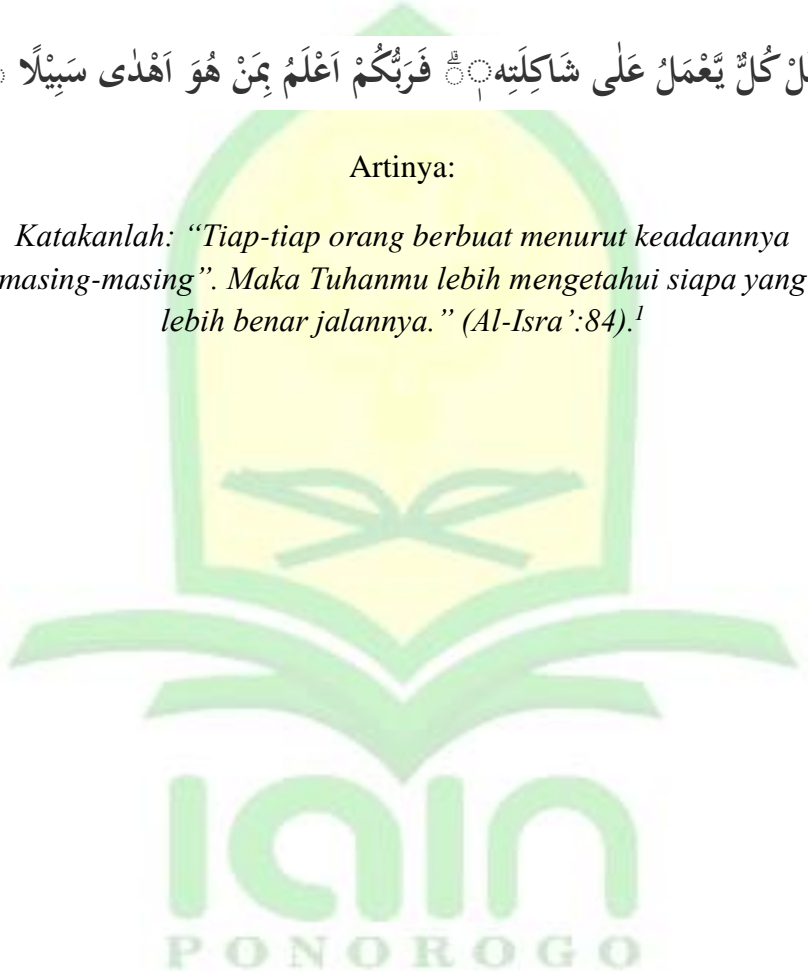 كُلٌّ يَّعْمَلُ عَلٰى شَاكِلَتِهٖۗ فَرَبُّكُمْ اَعْلَمُ بِمَنْ هُوَ اَهْدٰى سَبِيْلًا
Artinya:
Katakanlah: “Tiap-tiap orang berbuat menurut keadaannya
masing-masing”. Maka Tuhanmu lebih mengetahui siapa yang
lebih benar jalannya.” (Al-Isra’:84).¹
iain
PONOROGO